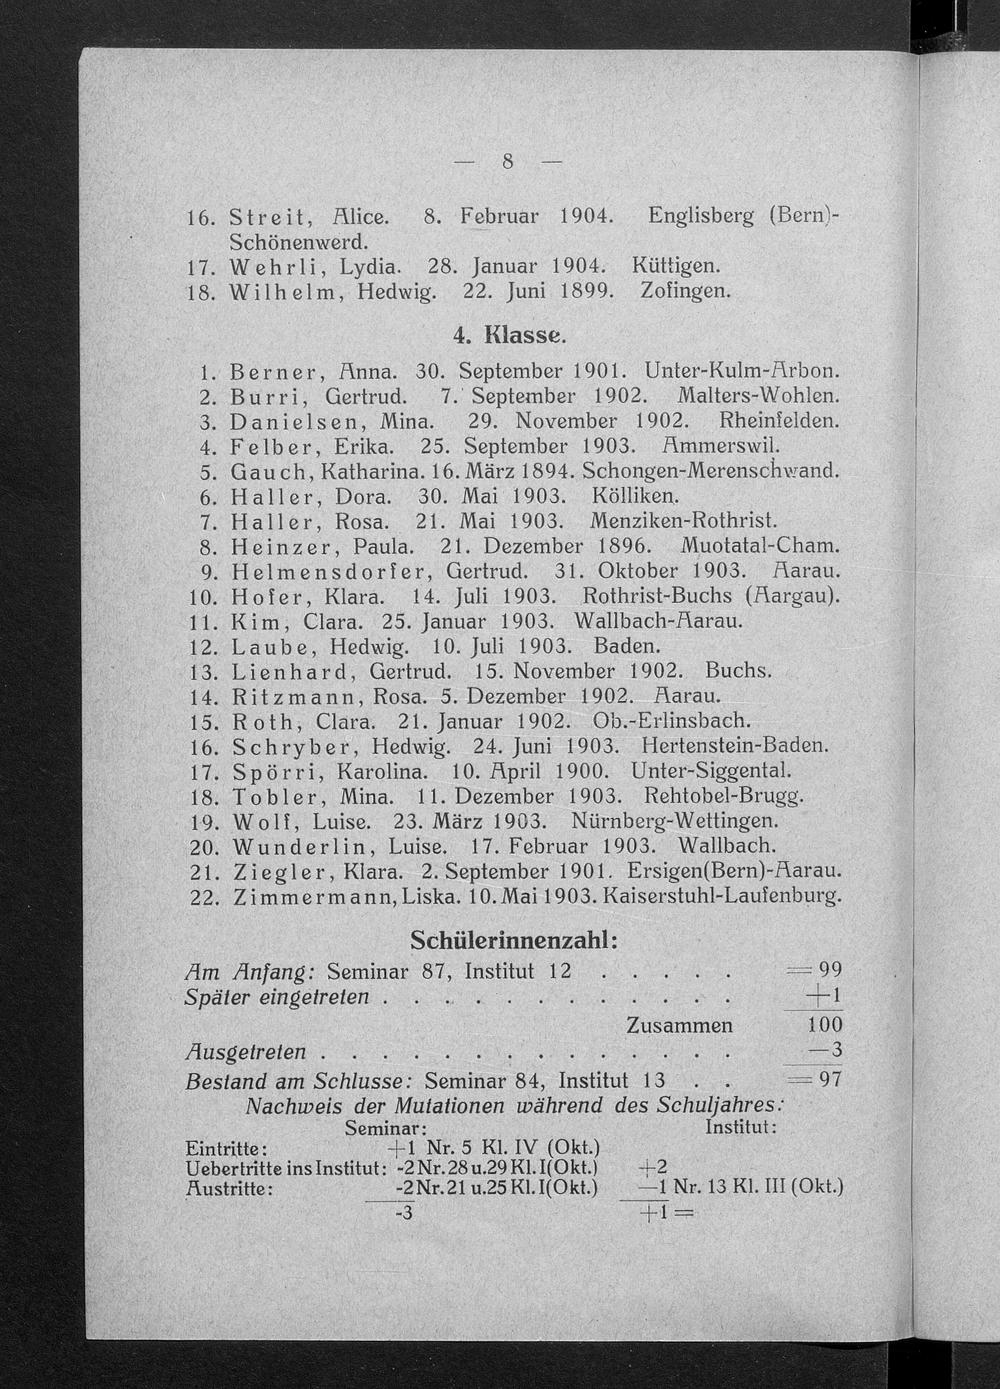 — 8 —
16. Streit, Alice. 8. Februar 1904. Englisberg (Bern)-
Schönenwerd.
17. Wehrli, Lydia. 28. Januar 1904. Küttigen.
18. Wilhelm, Hedwig. 22. Juni 1899. Zofingen.
4. Klasse.
1. Berner, Anna. 30. September 1901. Unter-Kulm-Arbon.
2. Burri, Gertrud. 7. September 1902. Malters-Wohlen.
3. Danielsen, Mina. 29. November 1902. Rheinfelden.
4. Felber, Erika. 25. September 1903. Ammerswil.
5. Gauch, Katharina. 16. März 1894. Schongen-Merenschwand.
6. Haller, Dora. 30. Mai 1903. Kölliken.
7. Haller, Rosa. 21. Mai 1903. Menziken-Rothrist.
8. Heinzer, Paula. 21. Dezember 1896. Muotatal-Cham.
9. Helmensdorfer, Gertrud. 31. Oktober 1903. Aarau.
10. Hofer, Klara. 14. Juli 1903. Rothrist-Buchs (Aargau).
11. Kim, Clara. 25. Januar 1903. Wallbach-Aarau.
12. Laube, Hedwig. 10. Juli 1903. Baden.
13. Lienhard, Gertrud. 15. November 1902. Buchs.
14. Ritzmann, Rosa. 5. Dezember 1902. Aarau.
15. Roth, Clara. 21. Januar 1902. Ob.-Erlinsbach.
16. Schryber, Hedwig. 24. Juni 1903. Hertenstein-Baden.
17. Spörri, Karolina. 10. April 1900. Unter-Siggental.
18. Tobler, Mina. 11. Dezember 1903. Rehtobel-Brugg.
19. Wolf, Luise. 23. März 1903. Nürnberg-Wettingen.
20. Wunderlin, Luise. 17. Februar 1903. Wallbach.
21. Ziegler, Klara. 2. September 1901. Ersigen(Bern)-Aarau.
22. Zimmermann, Liska. 10. Mai 1903. Kaiserstuhl-Laufenburg.
Schülerinnenzahl:
Am Anfang: Seminar 87, Institut 12 . . . . . =99
Später eingetreten . . . . . . . . . . . . +1
Zusammen 100
Ausgetreten . . . . . . . . . . . . . . —3
Bestand am Schlusse: Seminar 84, Institut 13 . . =97
Nachweis der Mutationen während des Schuljahres:
Seminar: Institut:
Eintritte: +1 Nr. 5 Kl. IV (Okt.)
Uebertritte ins Institut: -2 Nr. 28 u. 29 Kl. I (Okt.) +2
Austritte: -2 Nr. 21 u. 25 Kl. I (Okt.) —1 Nr. 13 Kl. III (Okt.)
-3 +1 =